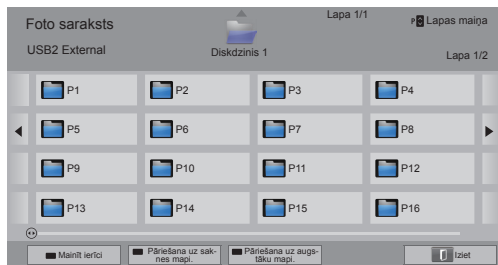 Foto saraksts
Lapa 1/1
P Lapas maiņa
USB2 External
Diskdzinis 1
Lapa 1/2
P1
P2
P3
P4
P5
P6
P7
P8
P9
P10
P11
P12
P13
P14
P15
P16
Mainīt ierīci
Pāriešana uz sak-
nes mapi.
Pāriešana uz augs-
tāku mapi.
Iziet